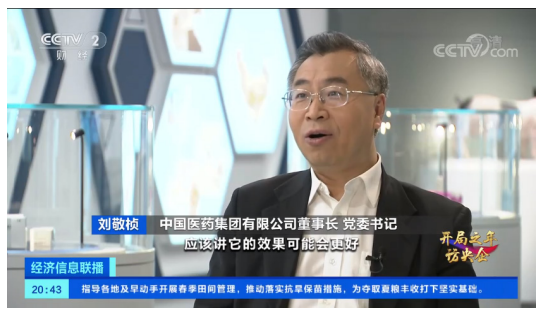 CCTV 2
财经
CCTV.com
刘敬桢
中国医药集团有限公司董事长 党委书记
应该讲它的效果可能会更好
开局之年
访央企
经济信息联播
20:43
指导各地及早动手开展春季田间管理，推动落实抗旱保苗措施，为夺取夏粮丰收打下坚实基础。